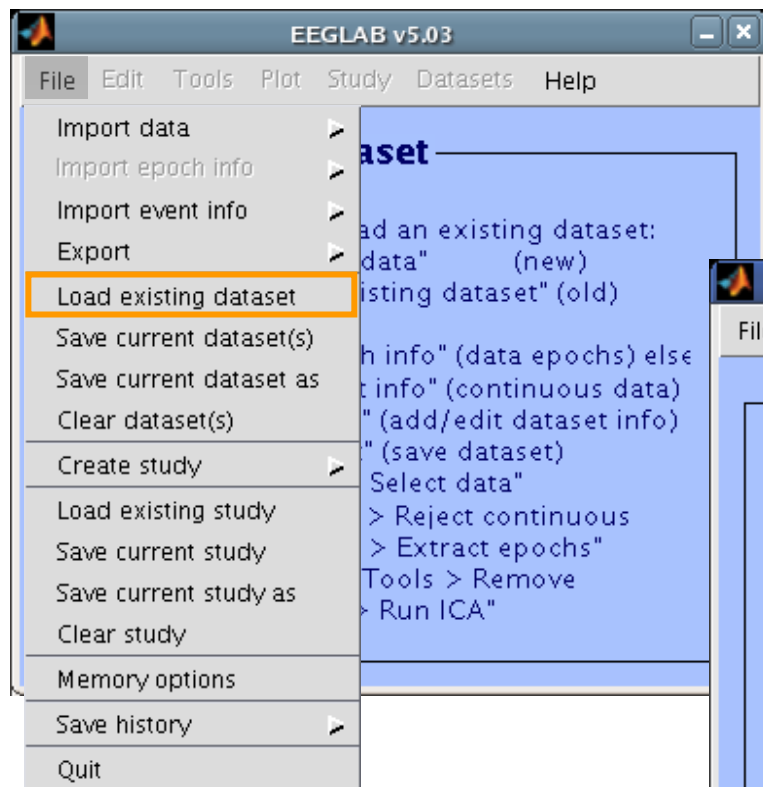 EEGLAB v5.03
File Edit Tools Plot Study Datasets Help
Import data
Import epoch info
Import event info
Export
Load existing dataset
Save current dataset(s)
Save current dataset as
Clear dataset(s)
Create study
Load existing study
Save current study
Save current study as
Clear study
Memory options
Save history
Quit
aset
ad an existing dataset:
data" (new)
isting dataset" (old)
h info" (data epochs) else
t info" (continuous data)
" (add/edit dataset info)
" (save dataset)
Select data"
> Reject continuous
> Extract epochs"
Tools > Remove
> Run ICA"
Fil